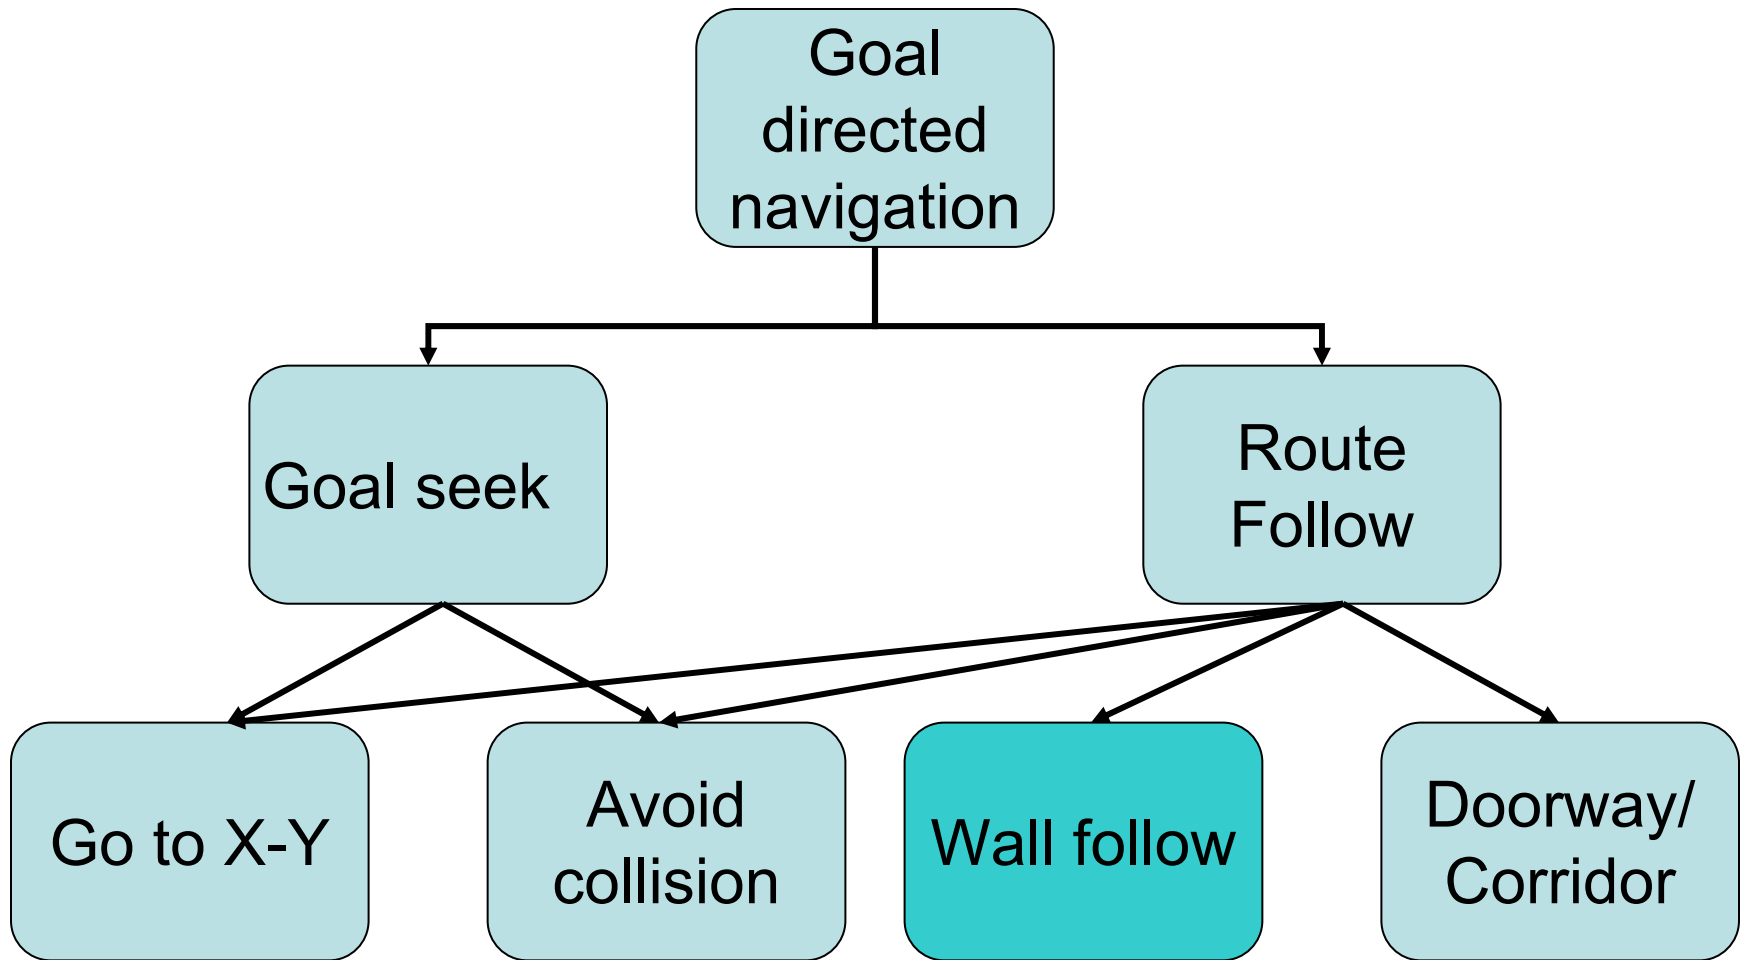 Goal
directed
navigation
Goal seek
Route
Follow
Go to X-Y
Avoid
collision
Wall follow
Doorway/
Corridor